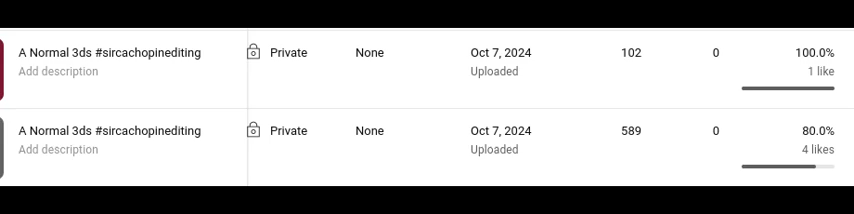 A Normal 3ds #sircachopinediting Private None Oct 7, 2024 102 0 100.0%
Add description Uploaded 1 like
A Normal 3ds #sircachopinediting Private None Oct 7, 2024 589 0 80.0%
Add description Uploaded 4 likes